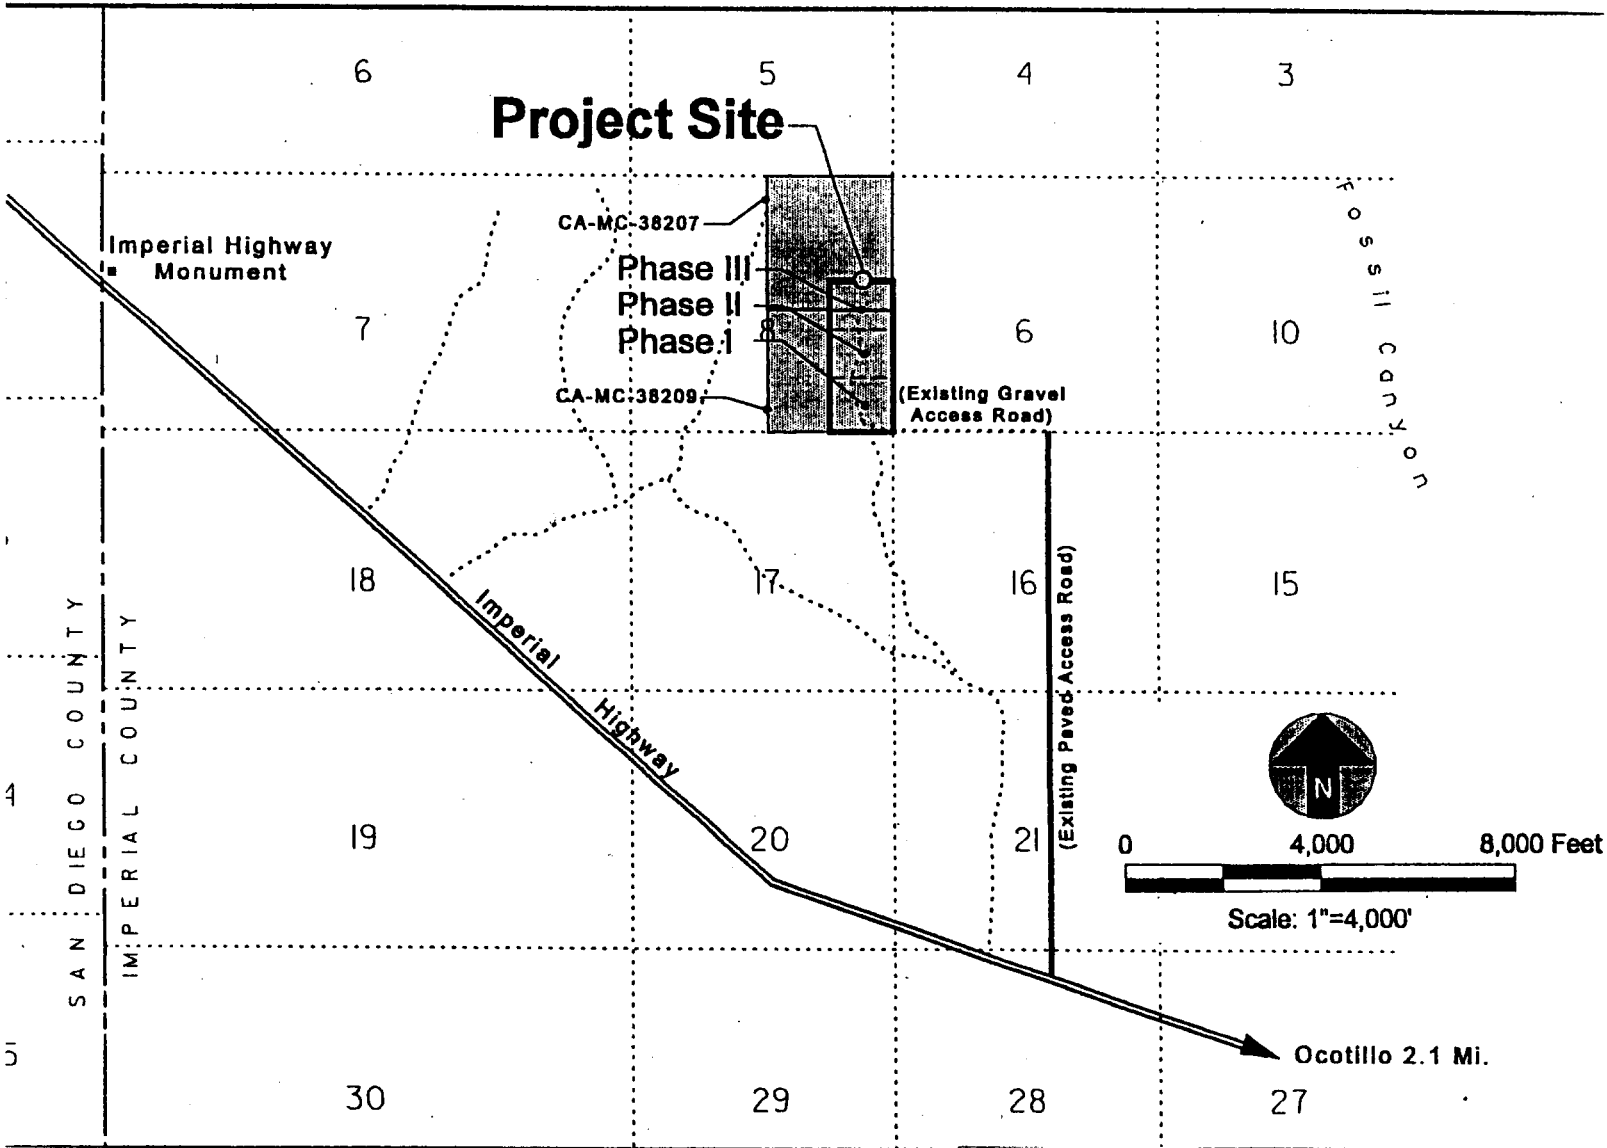 6 5 4 3
Project Site
CA-MC-38207
Imperial Highway
Monument
Phase III
Phase II
Phase I
7 8 6 10
Fossil Canyon
CA-MC-38209
(Existing Gravel
Access Road)
18 17 16 15
Imperial Highway
(Existing Paved Access Road)
SAN DIEGO COUNTY
IMPERIAL COUNTY
19 20 21
N
0 4,000 8,000 Feet
Scale: 1"=4,000'
Ocotillo 2.1 Mi.
30 29 28 27